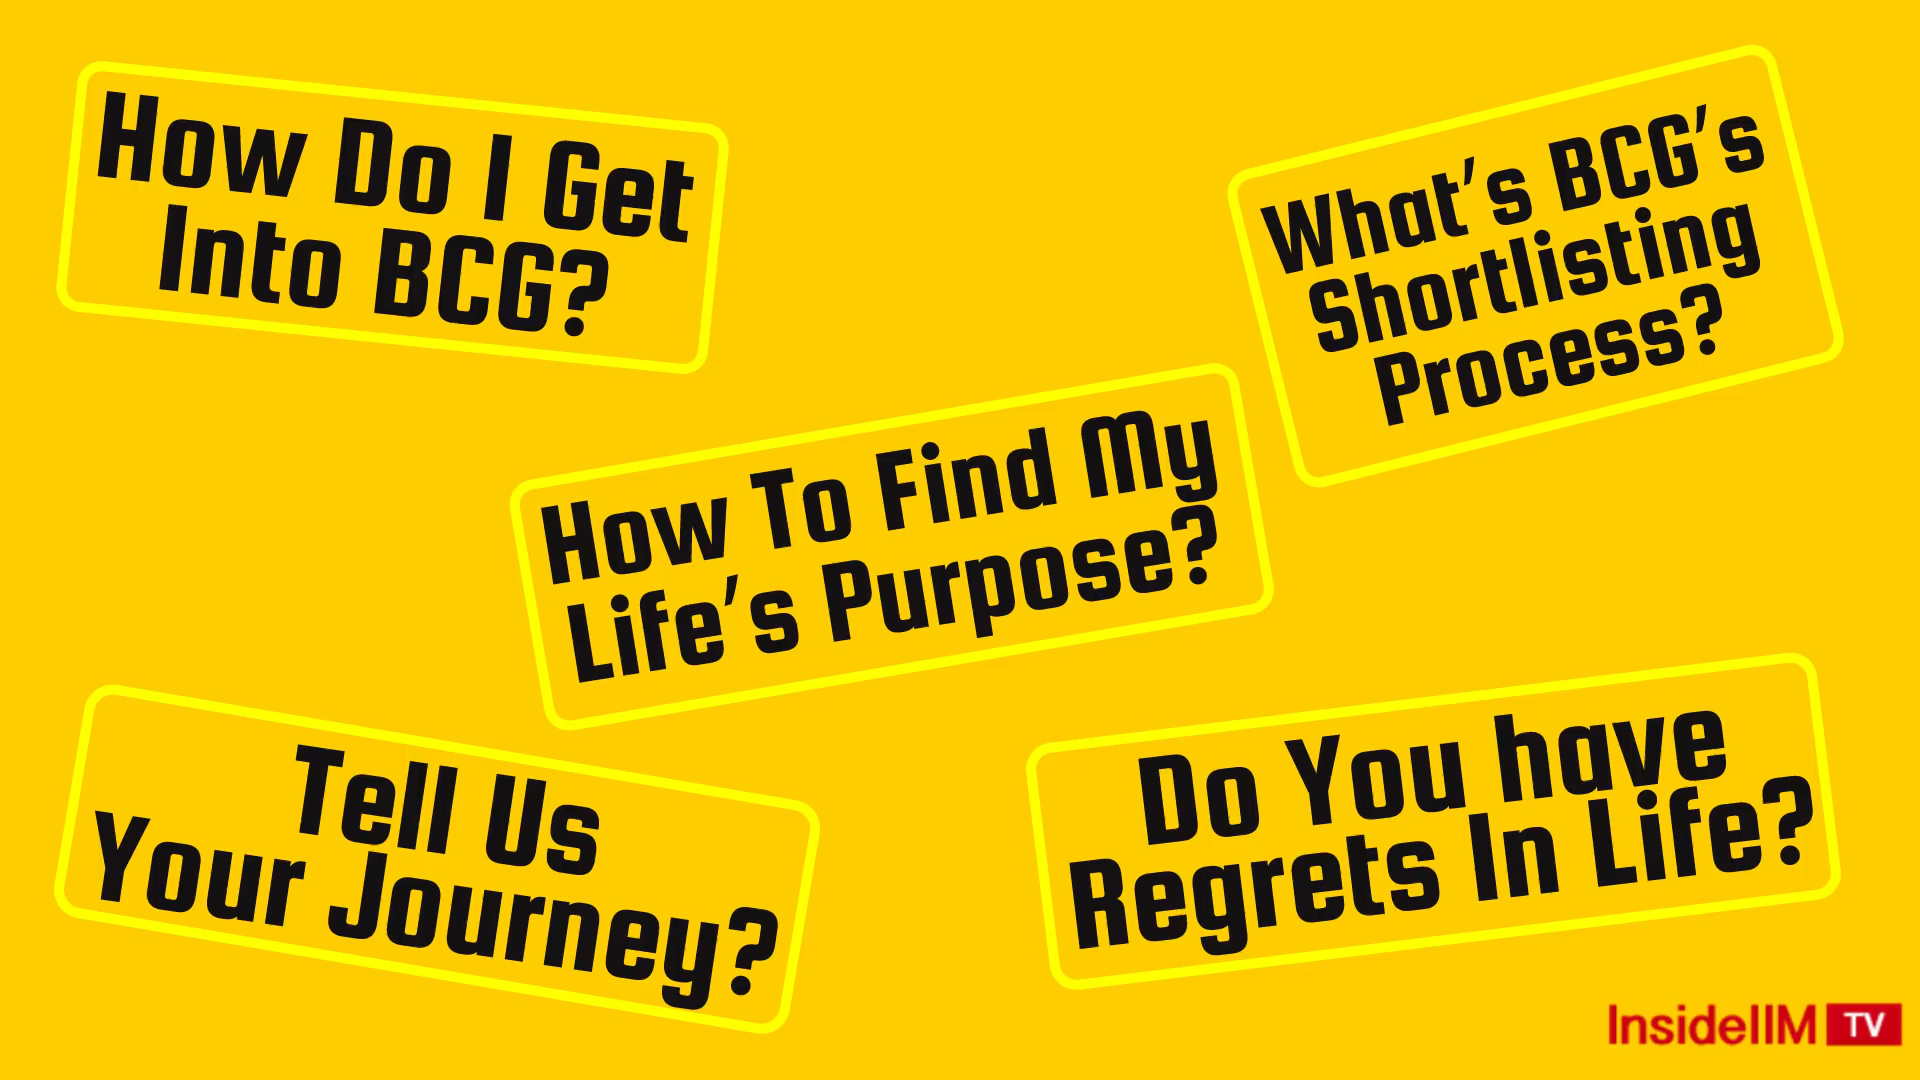 How Do I Get
Into BCG?
What's BCG's
Shortlisting
Process?
How To Find My
Life's Purpose?
Tell Us
Your Journey?
Do You have
Regrets In Life?
InsideIIM TV